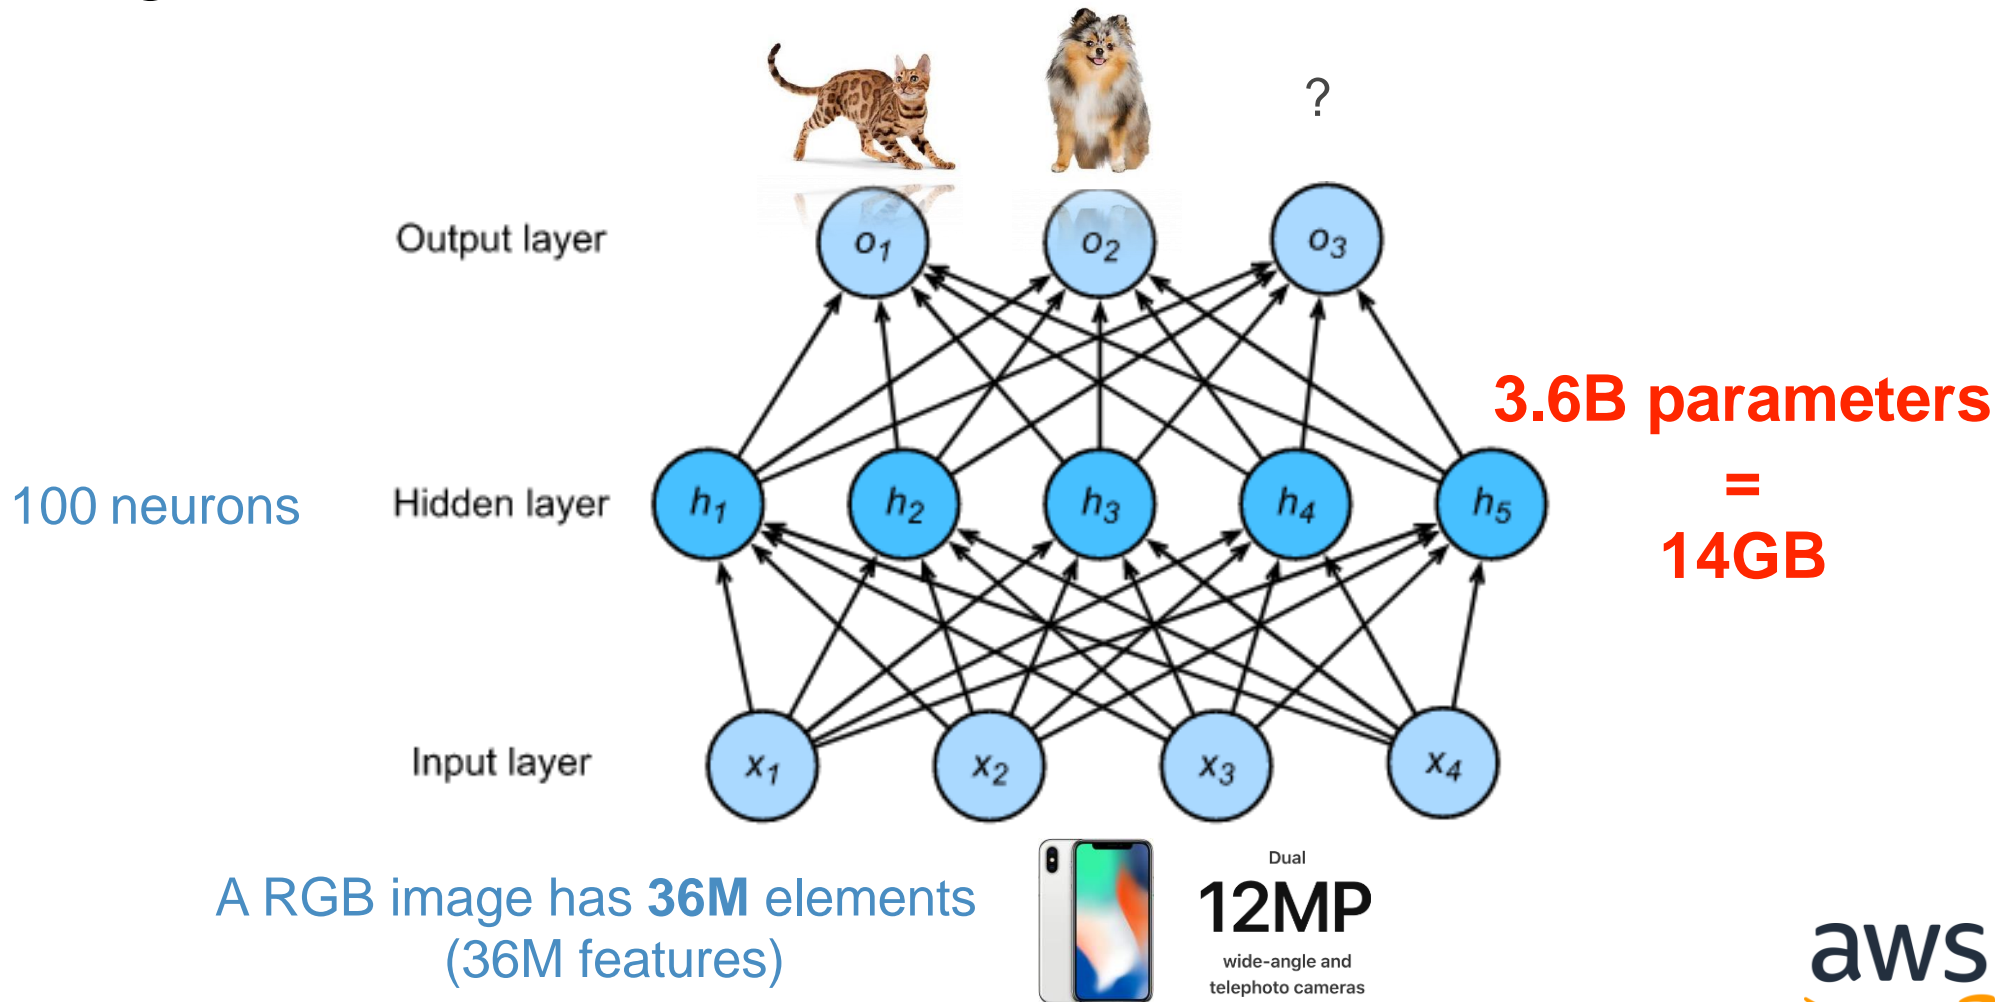 ?
Output layer
o1
o2
o3
3.6B parameters
=
14GB
100 neurons
Hidden layer
h1
h2
h3
h4
h5
Input layer
x1
x2
x3
x4
A RGB image has 36M elements
(36M features)
Dual
12MP
wide-angle and
telephoto cameras
aws